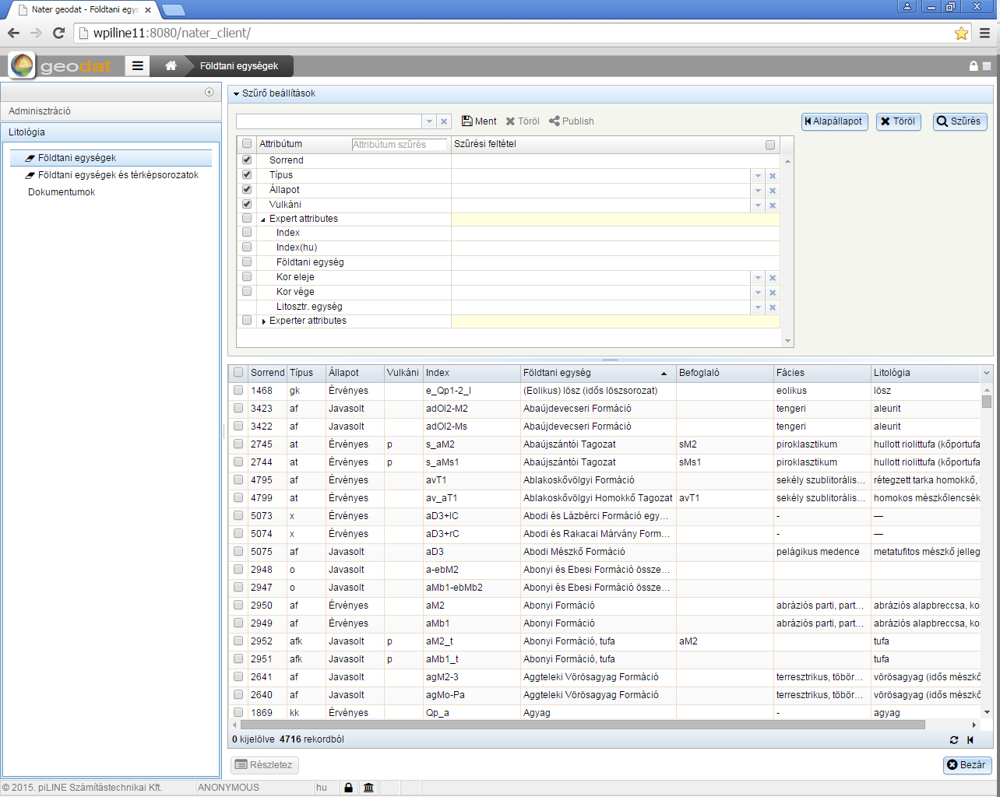 Nater geodat - Földtani egys
wpiline11:8080/nater_client/
geodat
Földtani egységek
Adminisztráció
Litológia
Földtani egységek
Földtani egységek és térképsorozatok
Dokumentumok
Szűrő beállítások
Ment Töröl Publish
Alapállapot Töröl Szűrés
Attribútum Attribútum szűrés Szűrési feltétel
Sorrend
Típus
Állapot
Vulkáni
Expert attributes
Index
Index(hu)
Földtani egység
Kor eleje
Kor vége
Litosztr. egység
Experter attributes
Sorrend Típus Állapot Vulkáni Index Földtani egység Befoglaló Fácies Litológia
1468 gk Érvényes e_Qp1-2_l (Eolikus) lösz (idős löszsorozat) eolikus lösz
3423 af Javasolt adOl2-M2 Abaújdevecseri Formáció tengeri aleurit
3422 af Javasolt adOl2-Ms Abaújdevecseri Formáció tengeri aleurit
2745 at Érvényes p s_aM2 Abaújszántói Tagozat sM2 piroklasztikum hullott riolittufa (kőportufa
2744 at Érvényes p s_aMs1 Abaújszántói Tagozat sMs1 piroklasztikum hullott riolittufa (kőportufa
4795 af Érvényes avT1 Ablakoskővölgyi Formáció sekély szublitorális... rétegzett tarka homokkő,
4799 at Érvényes av_aT1 Ablakoskővölgyi Homokkő Tagozat avT1 sekély szublitorális... homokos mészkőlencsék
5073 x Érvényes aD3+lC Abodi és Lázbérci Formáció egy... - —
5074 x Érvényes aD3+rC Abodi és Rakacai Márvány Form... - —
5075 af Javasolt aD3 Abodi Mészkő Formáció pelágikus medence metatufitos mészkő jelleg
2948 o Javasolt a-ebM2 Abonyi és Ebesi Formáció össze...
2947 o Javasolt aMb1-ebMb2 Abonyi és Ebesi Formáció össze...
2950 af Érvényes aM2 Abonyi Formáció abráziós parti, part... abráziós alapbreccsa, ko
2949 af Érvényes aMb1 Abonyi Formáció abráziós parti, part... abráziós alapbreccsa, ko
2952 afk Javasolt p aM2_t Abonyi Formáció, tufa aM2 tufa
2951 afk Javasolt p aMb1_t Abonyi Formáció, tufa tufa
2641 af Javasolt agM2-3 Aggteleki Vörösagyag Formáció terresztrikus, töbör... vörösagyag (idős mészkő
2640 af Javasolt agMo-Pa Aggteleki Vörösagyag Formáció terresztrikus, töbör... vörösagyag (idős mészkő
1869 kk Érvényes Qp_a Agyag - agyag
0 kijelölve 4716 rekordból
Részletez Bezár
© 2015. piLINE Számítástechnikai Kft. ANONYMOUS hu